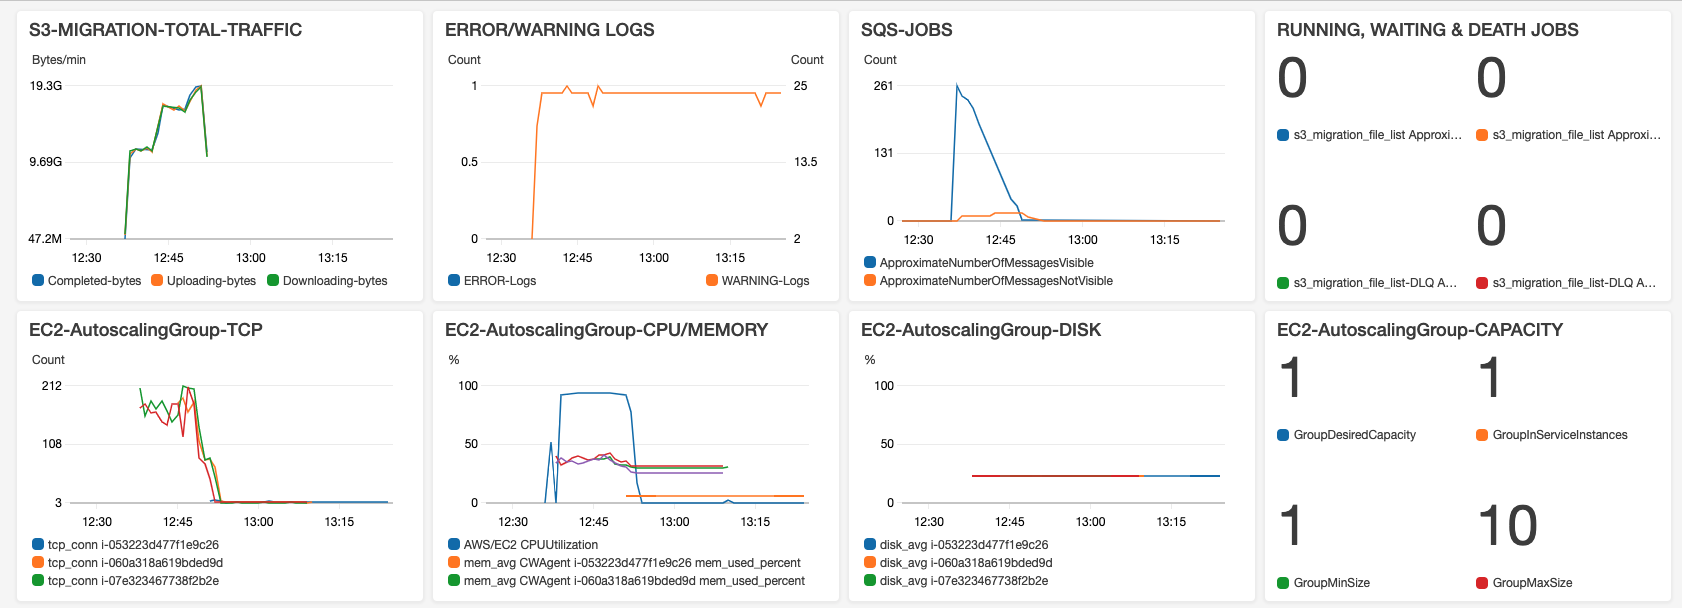 S3-MIGRATION-TOTAL-TRAFFIC
Bytes/min
19.3G
9.69G
47.2M
12:30 12:45 13:00 13:15
Completed-bytes Uploading-bytes Downloading-bytes
ERROR/WARNING LOGS
Count Count
1 25
0.5 13.5
0 2
12:30 12:45 13:00 13:15
ERROR-Logs WARNING-Logs
SQS-JOBS
Count
261
131
0
12:30 12:45 13:00 13:15
ApproximateNumberOfMessagesVisible
ApproximateNumberOfMessagesNotVisible
RUNNING, WAITING & DEATH JOBS
0 0
s3_migration_file_list Approxi... s3_migration_file_list Approxi...
0 0
s3_migration_file_list-DLQ A... s3_migration_file_list-DLQ A...
EC2-AutoscalingGroup-TCP
Count
212
108
3
12:30 12:45 13:00 13:15
tcp_conn i-053223d477f1e9c26
tcp_conn i-060a318a619bded9d
tcp_conn i-07e323467738f2b2e
EC2-AutoscalingGroup-CPU/MEMORY
%
100
50
0
12:30 12:45 13:00 13:15
AWS/EC2 CPUUtilization
mem_avg CWAgent i-053223d477f1e9c26 mem_used_percent
mem_avg CWAgent i-060a318a619bded9d mem_used_percent
EC2-AutoscalingGroup-DISK
%
100
50
0
12:30 12:45 13:00 13:15
disk_avg i-053223d477f1e9c26
disk_avg i-060a318a619bded9d
disk_avg i-07e323467738f2b2e
EC2-AutoscalingGroup-CAPACITY
1 1
GroupDesiredCapacity GroupInServiceInstances
1 10
GroupMinSize GroupMaxSize